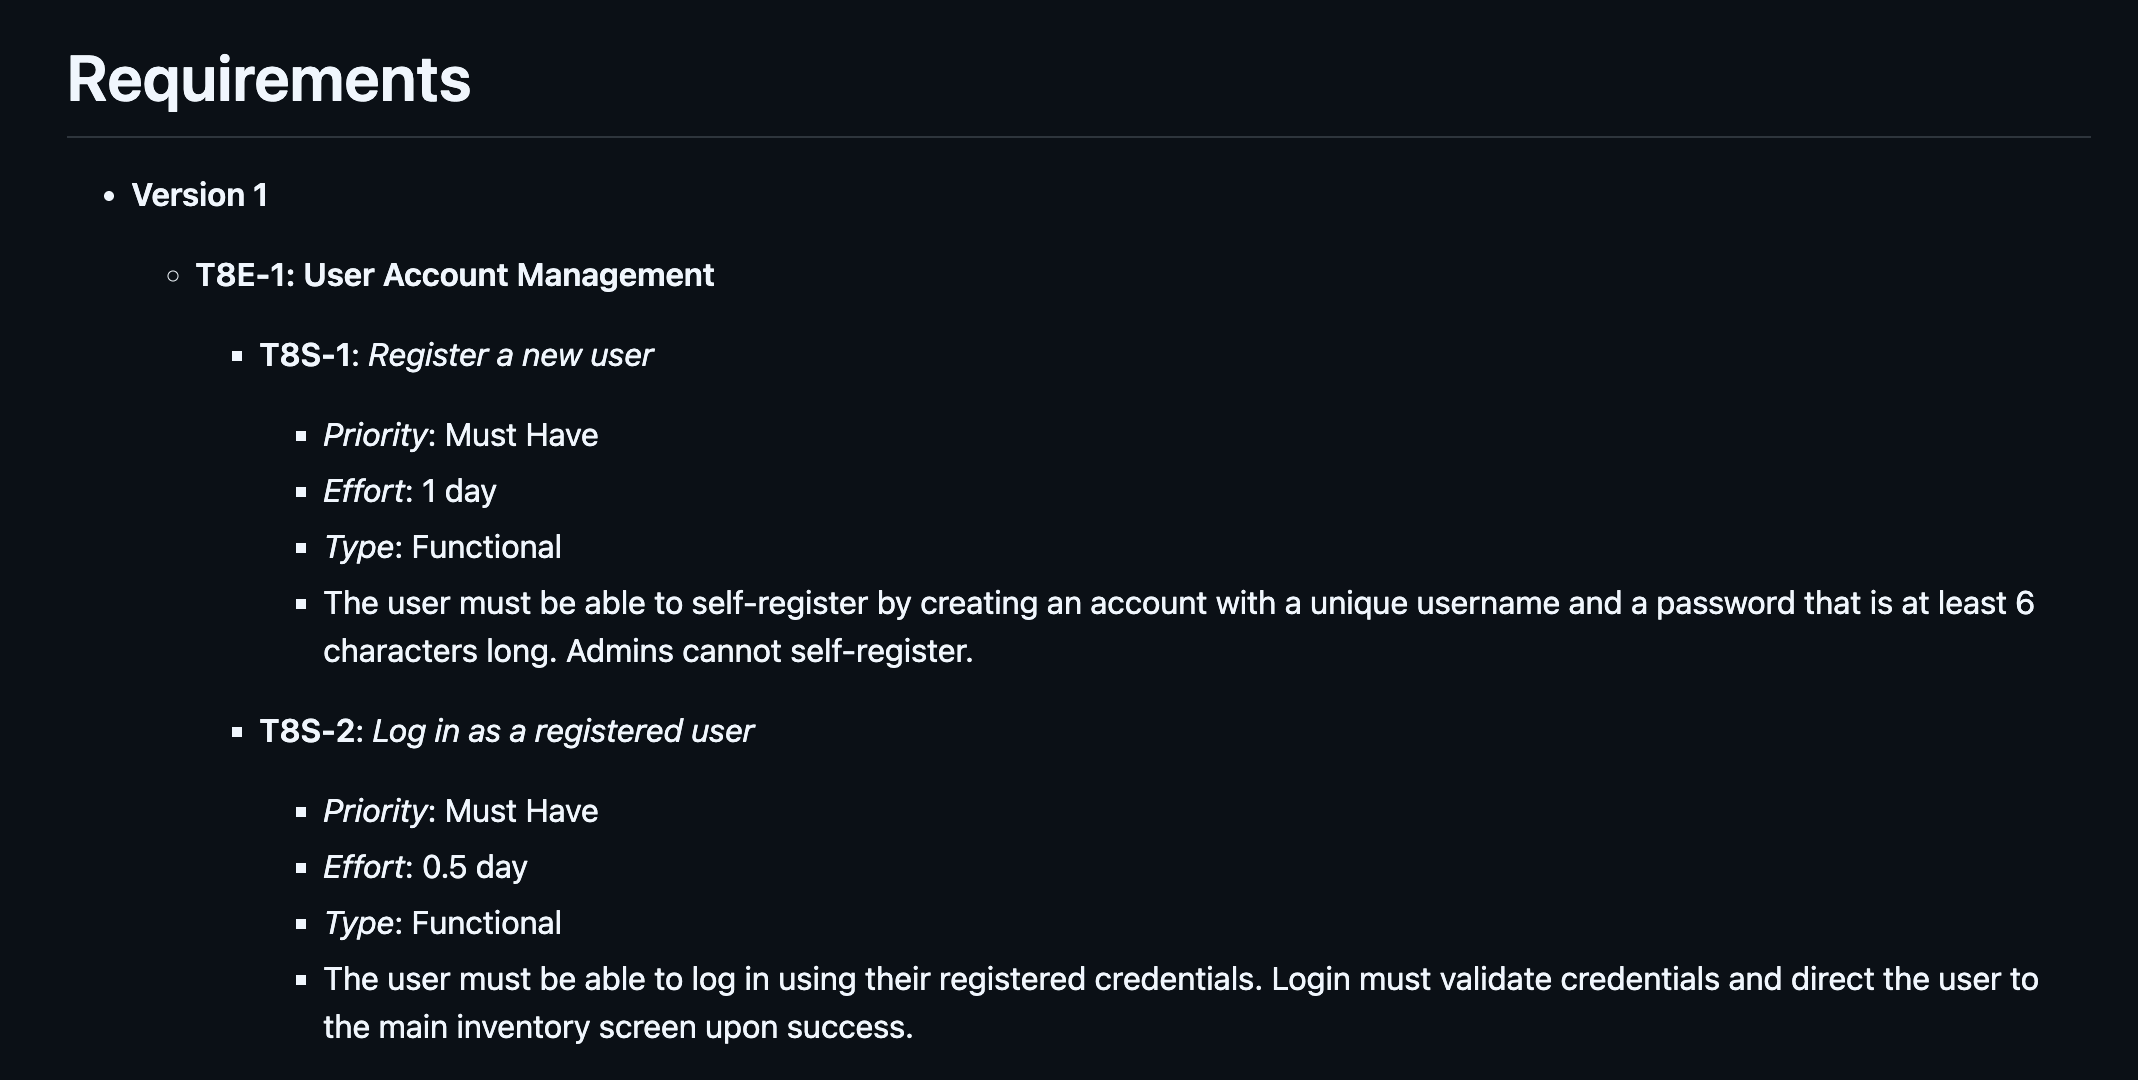 Requirements
Version 1
T8E-1: User Account Management
T8S-1: Register a new user
Priority: Must Have
Effort: 1 day
Type: Functional
The user must be able to self-register by creating an account with a unique username and a password that is at least 6
characters long. Admins cannot self-register.
T8S-2: Log in as a registered user
Priority: Must Have
Effort: 0.5 day
Type: Functional
The user must be able to log in using their registered credentials. Login must validate credentials and direct the user to
the main inventory screen upon success.